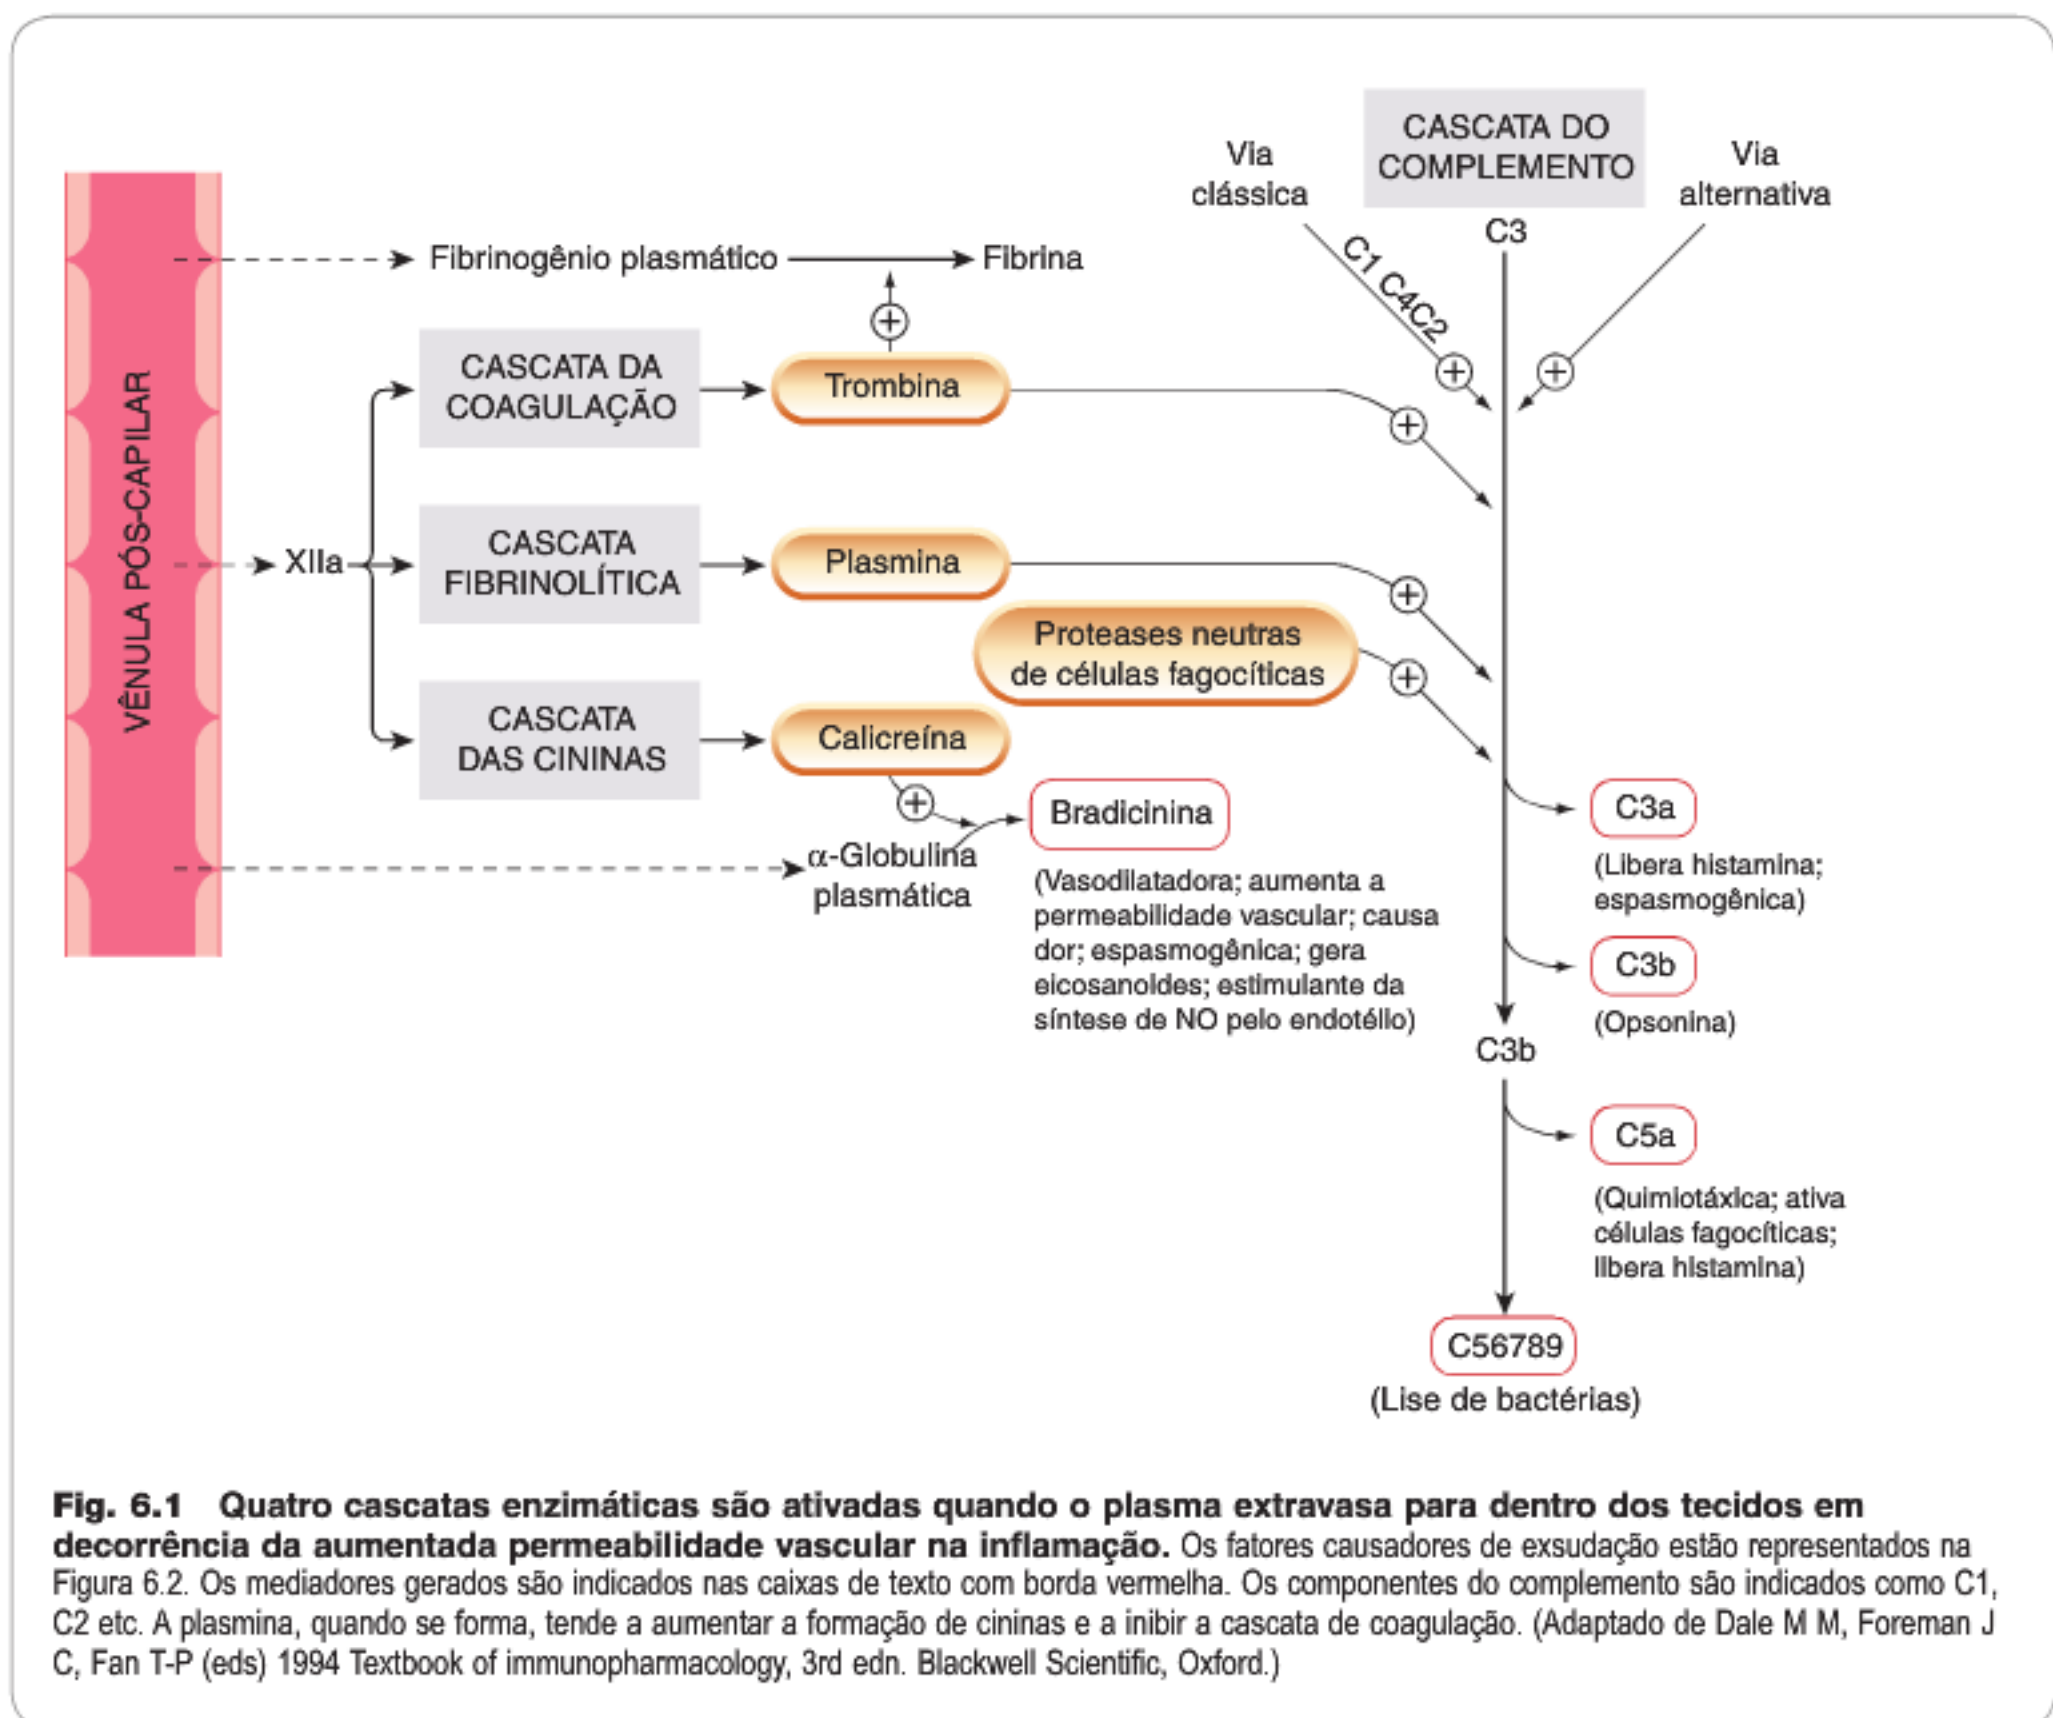 CASCATA DO
COMPLEMENTO
Via
clássica
Via
alternativa
C3
C1 C4C2
+
+
VÊNULA PÓS-CAPILAR
Fibrinogênio plasmático
Fibrina
+
CASCATA DA
COAGULAÇÃO
Trombina
+
XIIa
CASCATA
FIBRINOLÍTICA
Plasmina
+
Proteases neutras
de células fagocíticas
+
CASCATA
DAS CININAS
Calicreína
+
α-Globulina
plasmática
Bradicinina
(Vasodilatadora; aumenta a
permeabilidade vascular; causa
dor; espasmogênica; gera
eicosanoides; estimulante da
síntese de NO pelo endotélio)
C3a
(Libera histamina;
espasmogênica)
C3b
(Opsonina)
C3b
C5a
(Quimiotáxica; ativa
células fagocíticas;
libera histamina)
C56789
(Lise de bactérias)
Fig. 6.1 Quatro cascatas enzimáticas são ativadas quando o plasma extravasa para dentro dos tecidos em
decorrência da aumentada permeabilidade vascular na inflamação. Os fatores causadores de exsudação estão representados na
Figura 6.2. Os mediadores gerados são indicados nas caixas de texto com borda vermelha. Os componentes do complemento são indicados como C1,
C2 etc. A plasmina, quando se forma, tende a aumentar a formação de cininas e a inibir a cascata de coagulação. (Adaptado de Dale M M, Foreman J
C, Fan T-P (eds) 1994 Textbook of immunopharmacology, 3rd edn. Blackwell Scientific, Oxford.)